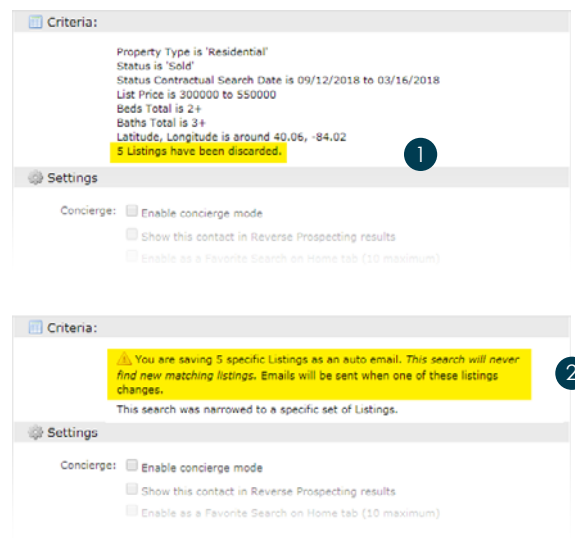 Criteria:
Property Type is 'Residential'
Status is 'Sold'
Status Contractual Search Date is 09/12/2018 to 03/16/2018
List Price is 300000 to 550000
Beds Total is 2+
Baths Total is 3+
Latitude, Longitude is around 40.06, -84.02
5 Listings have been discarded.
1
Settings
Concierge: Enable concierge mode
Show this contact in Reverse Prospecting results
Enable as a Favorite Search on Home tab (10 maximum)
Criteria:
You are saving 5 specific Listings as an auto email. This search will never
find new matching listings. Emails will be sent when one of these listings
changes.
2
This search was narrowed to a specific set of Listings.
Settings
Concierge: Enable concierge mode
Show this contact in Reverse Prospecting results
Enable as a Favorite Search on Home tab (10 maximum)